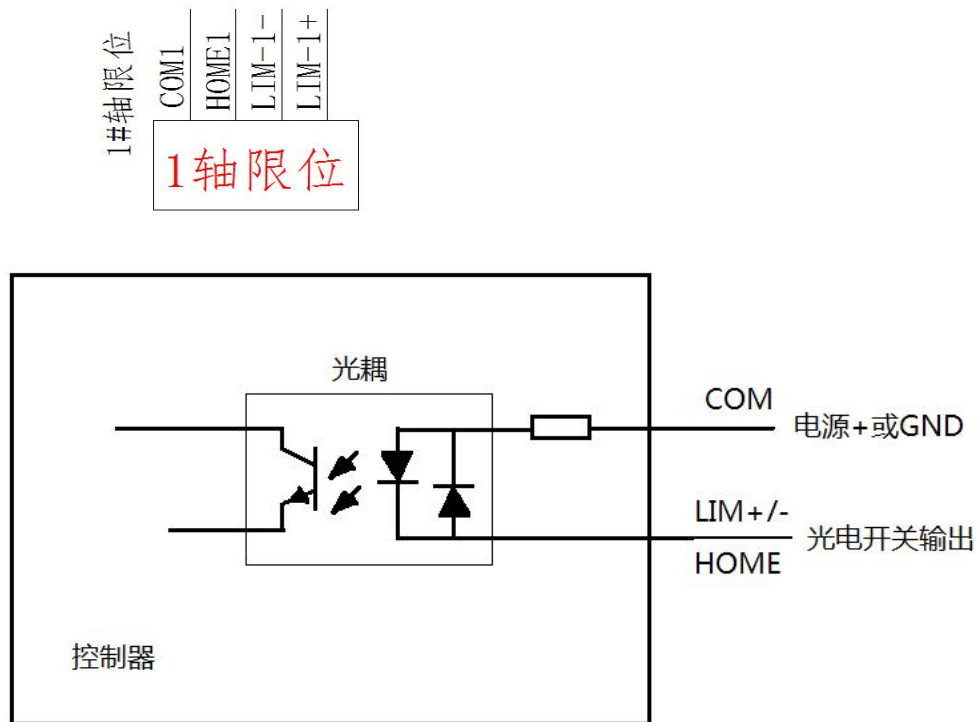 1#轴限位
COM1
HOME1
LIM-1-
LIM-1+
1轴限位
光耦
COM
电源+或GND
LIM+/-
光电开关输出
HOME
控制器